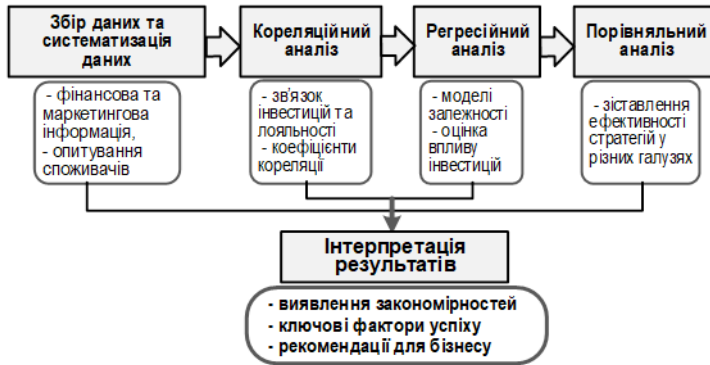 Збір даних та
систематизація
даних
- фінансова та
маркетингова
інформація,
- опитування
споживачів
Кореляційний
аналіз
- зв'язок
інвестицій та
лояльності
- коефіцієнти
кореляції
Регресійний
аналіз
- моделі
залежності
- оцінка
впливу
інвестицій
Порівняльний
аналіз
- зіставлення
ефективності
стратегій у
різних галузях
Інтерпретація
результатів
- виявлення закономірностей
- ключові фактори успіху
- рекомендації для бізнесу